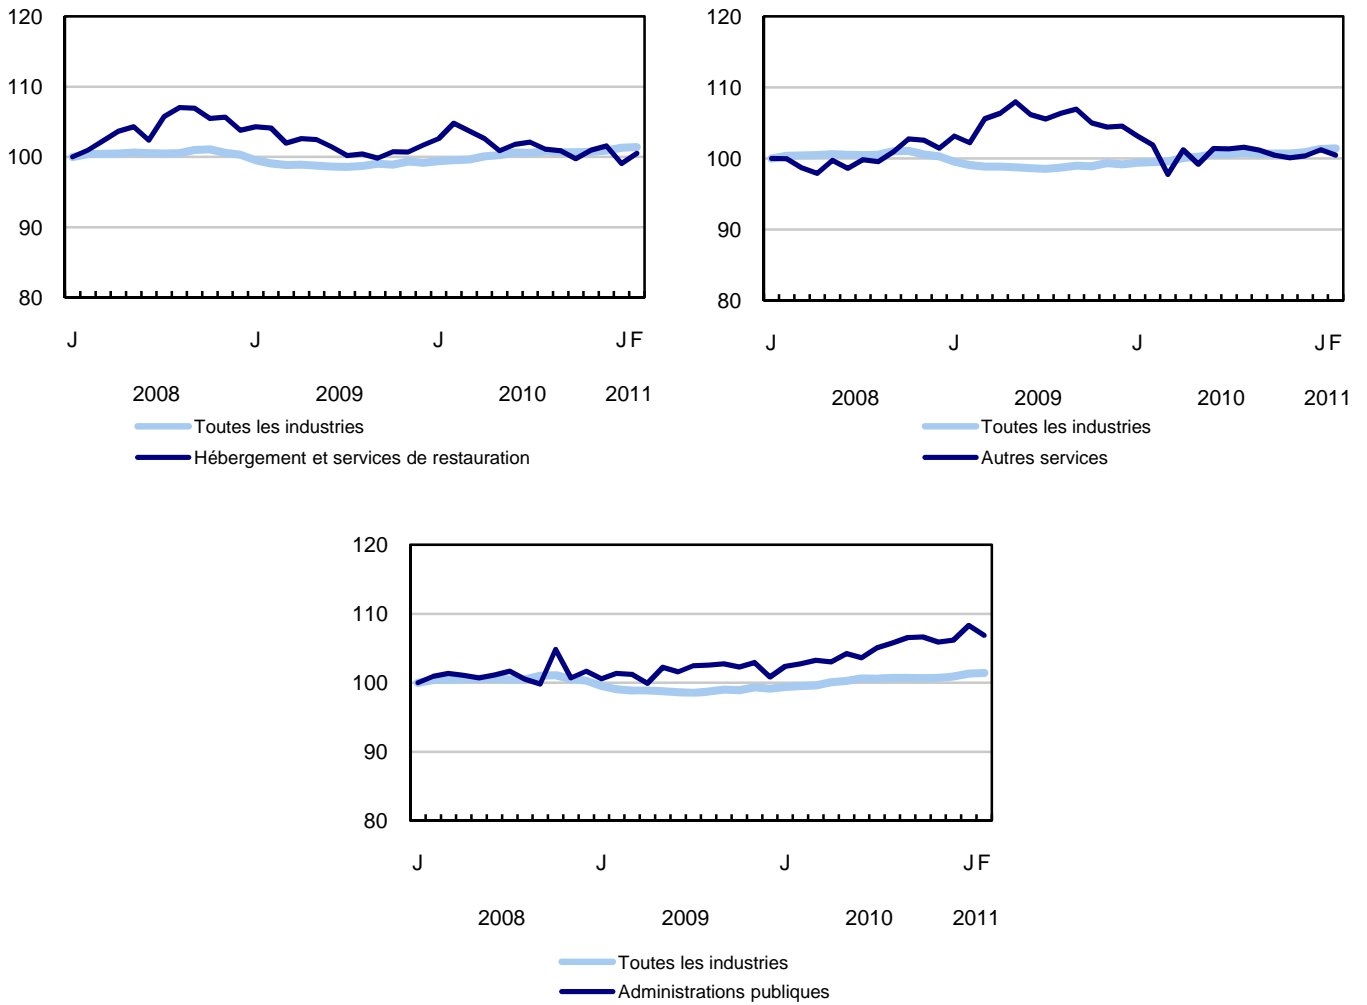 120
110
100
90
80
J J J J F
2008 2009 2010 2011
Toutes les industries
Hébergement et services de restauration
120
110
100
90
80
J J J J F
2008 2009 2010 2011
Toutes les industries
Autres services
120
110
100
90
80
J J J J F
2008 2009 2010 2011
Toutes les industries
Administrations publiques